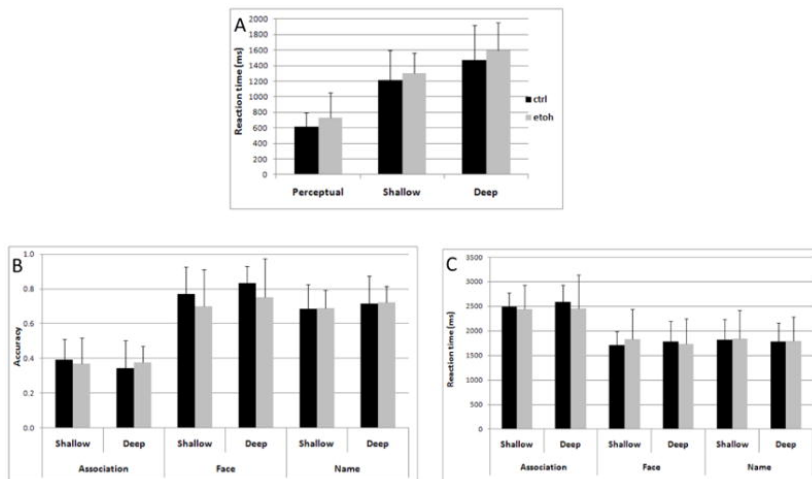 A
Reaction time (ms)
2000
1800
1600
1400
1200
1000
800
600
400
200
0
Perceptual Shallow Deep
ctrl
etoh
B
Accuracy
1.0
0.8
0.6
0.4
0.2
0.0
Shallow Deep Shallow Deep Shallow Deep
Association Face Name
C
Reaction time (ms)
3500
3000
2500
2000
1500
1000
500
0
Shallow Deep Shallow Deep Shallow Deep
Association Face Name